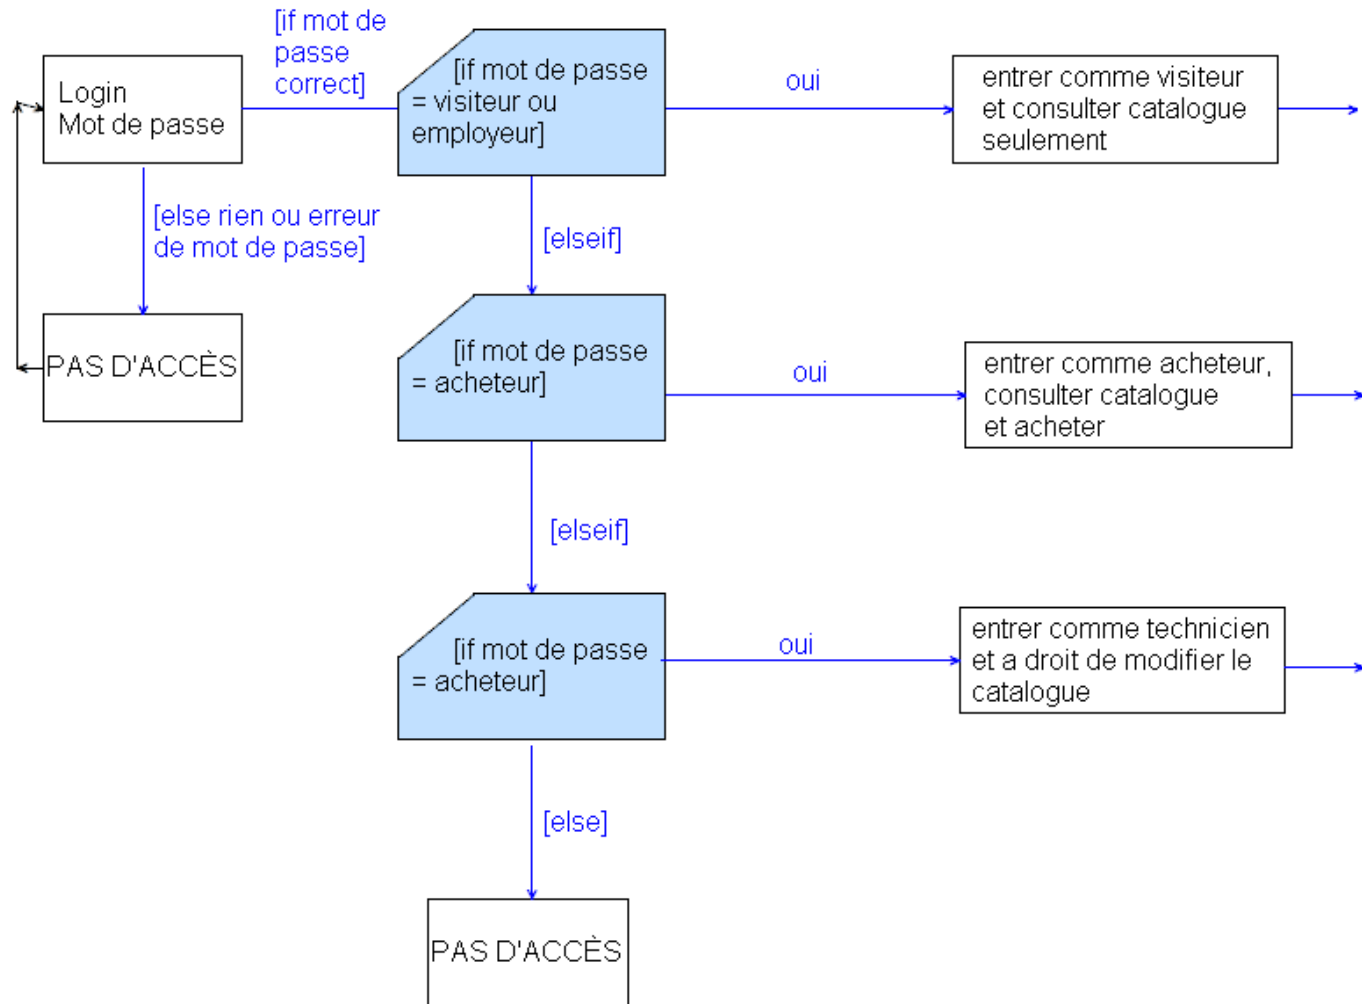 [if mot de
passe
correct]
Login
Mot de passe
[if mot de passe
= visiteur ou
employeur]
oui
entrer comme visiteur
et consulter catalogue
seulement
[else rien ou erreur
de mot de passe]
[elseif]
PAS D'ACCÈS
[if mot de passe
= acheteur]
oui
entrer comme acheteur,
consulter catalogue
et acheter
[elseif]
[if mot de passe
= acheteur]
oui
entrer comme technicien
et a droit de modifier le
catalogue
[else]
PAS D'ACCÈS